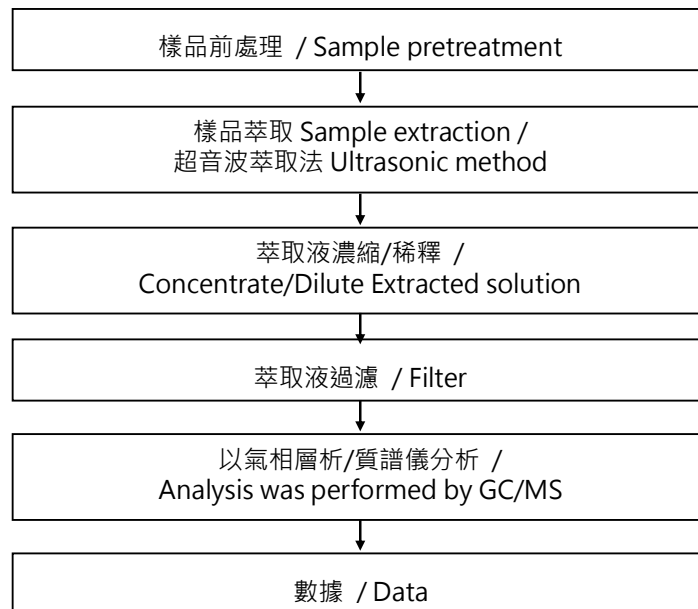 樣品前處理 / Sample pretreatment
樣品萃取 Sample extraction /
超音波萃取法 Ultrasonic method
萃取液濃縮/稀釋 /
Concentrate/Dilute Extracted solution
萃取液過濾 / Filter
以氣相層析/質譜儀分析 /
Analysis was performed by GC/MS
數據 / Data